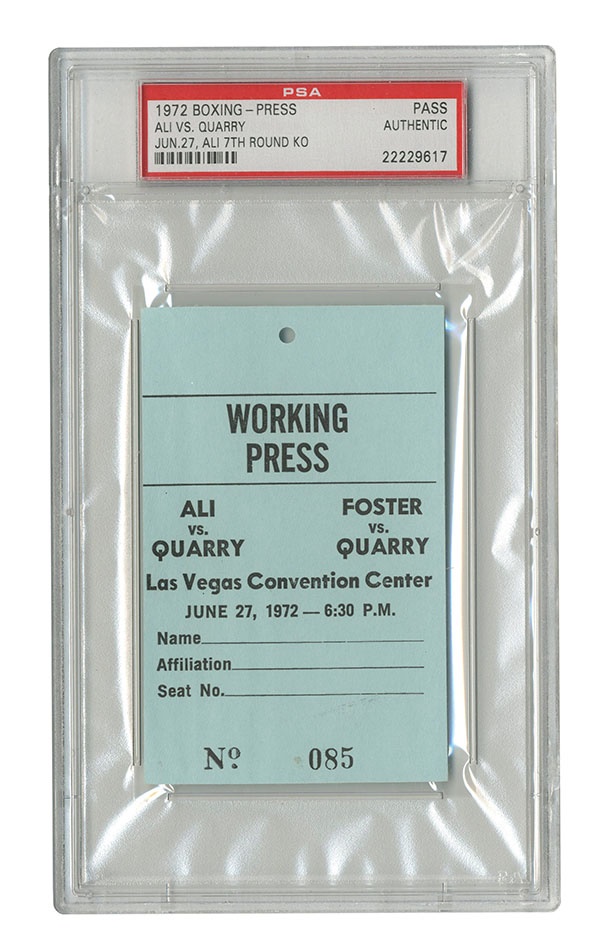 PSA
1972 BOXING – PRESS PASS
ALI VS. QUARRY AUTHENTIC
JUN.27, ALI 7TH ROUND KO
22229617
WORKING
PRESS
ALI
vs.
QUARRY
FOSTER
vs.
QUARRY
Las Vegas Convention Center
JUNE 27, 1972 — 6:30 P.M.
Name
Affiliation
Seat No.
Nº 085